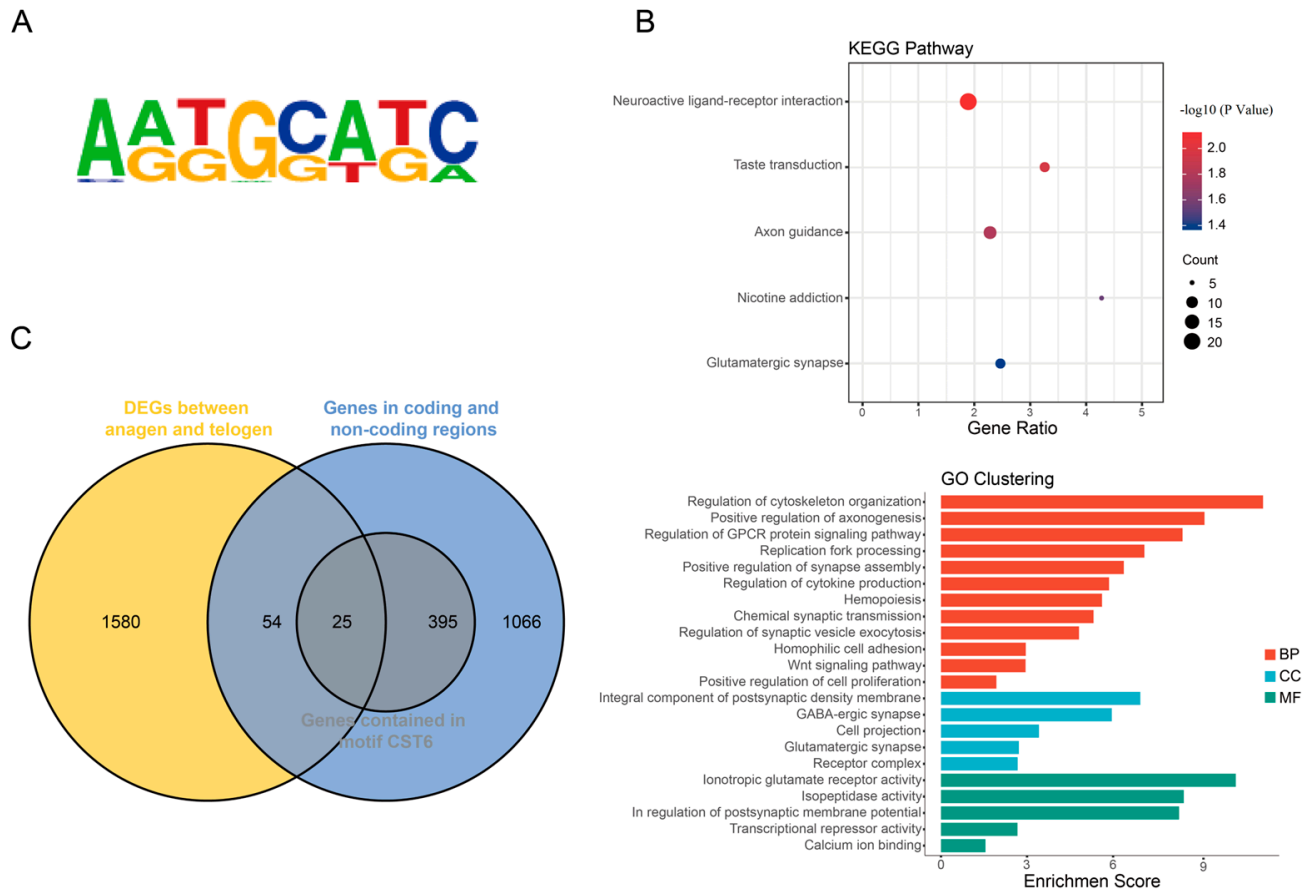 A
AATGCATC
GGGTGA
B
KEGG Pathway
Neuroactive ligand-receptor interaction
Taste transduction
Axon guidance
Nicotine addiction
Glutamatergic synapse
0 1 2 3 4 5
Gene Ratio
-log10 (P Value)
2.0
1.8
1.6
1.4
Count
5
10
15
20
C
DEGs between
anagen and telogen
Genes in coding and
non-coding regions
1580 54 25 395 1066
Genes contained in
motif CST6
GO Clustering
Regulation of cytoskeleton organization
Positive regulation of axonogenesis
Regulation of GPCR protein signaling pathway
Replication fork processing
Positive regulation of synapse assembly
Regulation of cytokine production
Hemopoiesis
Chemical synaptic transmission
Regulation of synaptic vesicle exocytosis
Homophilic cell adhesion
Wnt signaling pathway
Positive regulation of cell proliferation
Integral component of postsynaptic density membrane
GABA-ergic synapse
Cell projection
Glutamatergic synapse
Receptor complex
Ionotropic glutamate receptor activity
Isopeptidase activity
In regulation of postsynaptic membrane potential
Transcriptional repressor activity
Calcium ion binding
0 3 6 9
Enrichmen Score
BP
CC
MF